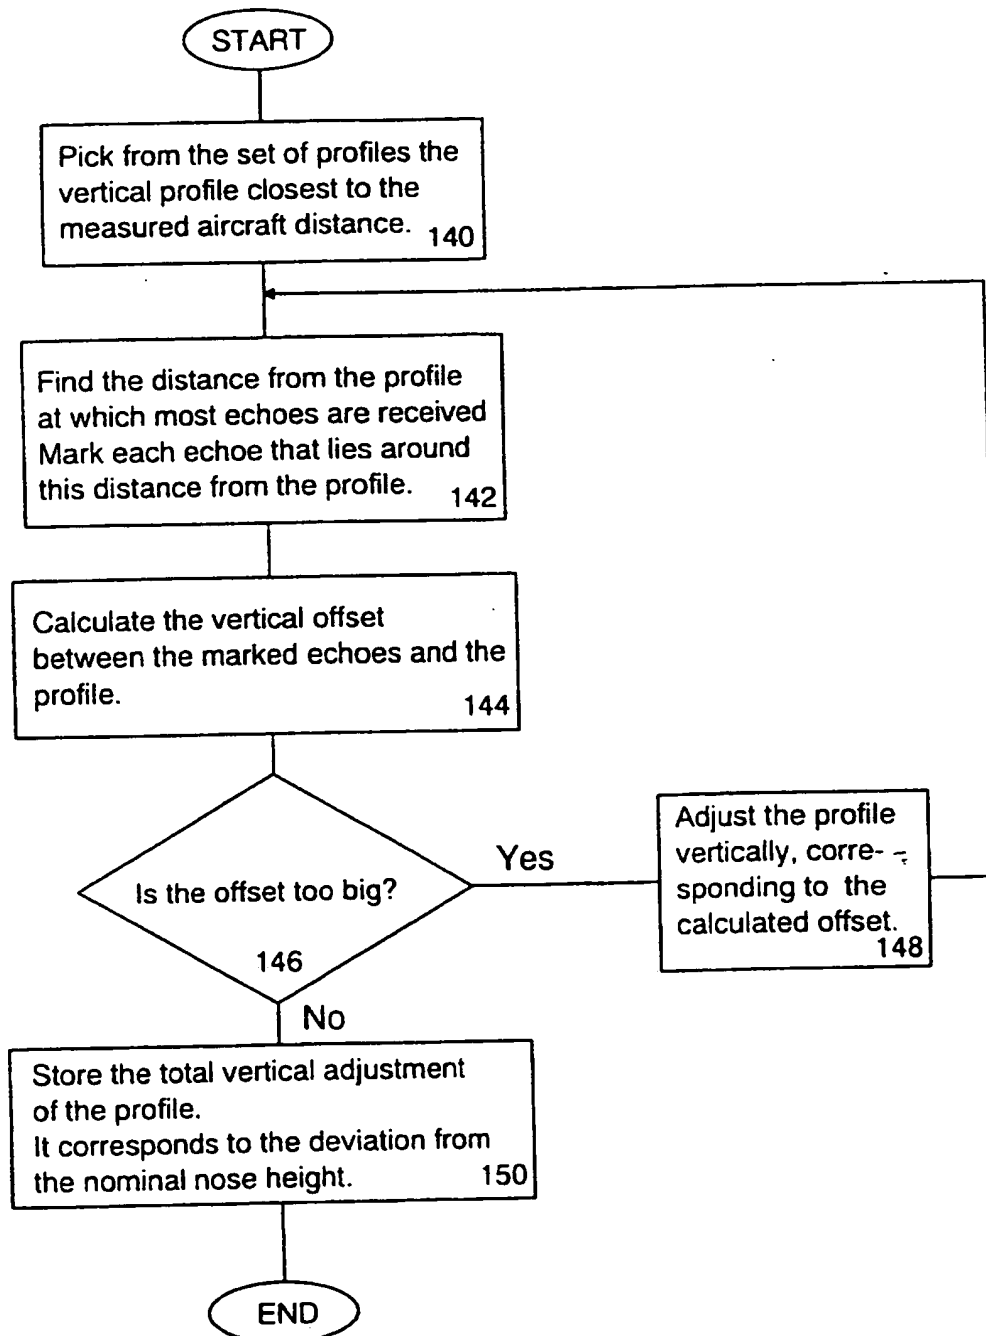 START
Pick from the set of profiles the
vertical profile closest to the
measured aircraft distance.
140
Find the distance from the profile
at which most echoes are received
Mark each echoe that lies around
this distance from the profile.
142
Calculate the vertical offset
between the marked echoes and the
profile.
144
Is the offset too big?
146
Yes
Adjust the profile
vertically, corre-
sponding to the
calculated offset.
148
No
Store the total vertical adjustment
of the profile.
It corresponds to the deviation from
the nominal nose height.
150
END